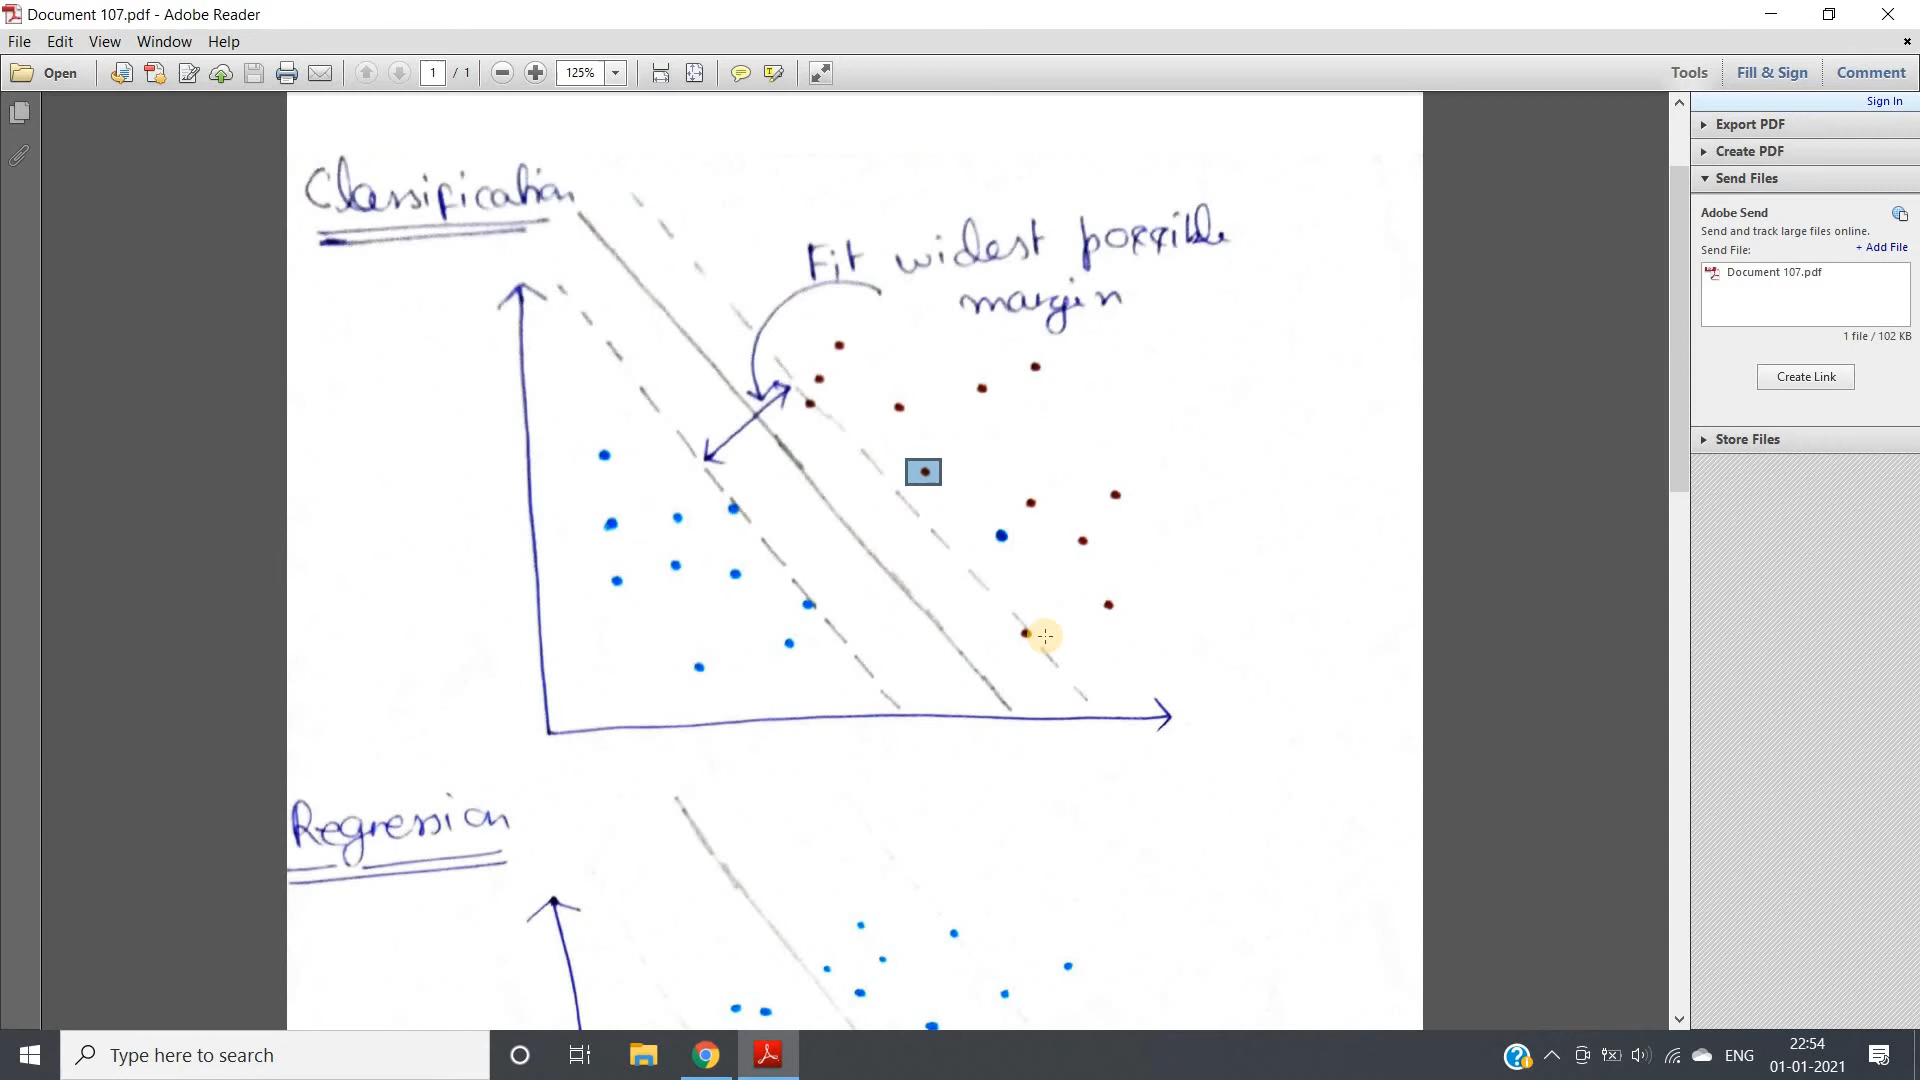 Document 107.pdf - Adobe Reader
File Edit View Window Help
Open 1 / 1 125% Tools Fill & Sign Comment
Sign In
Export PDF
Create PDF
Send Files
Adobe Send
Send and track large files online.
Send File: + Add File
Document 107.pdf
1 file / 102 KB
Create Link
Store Files
Classification
Fit widest possible
margin
Regression
Type here to search
ENG
22:54
01-01-2021